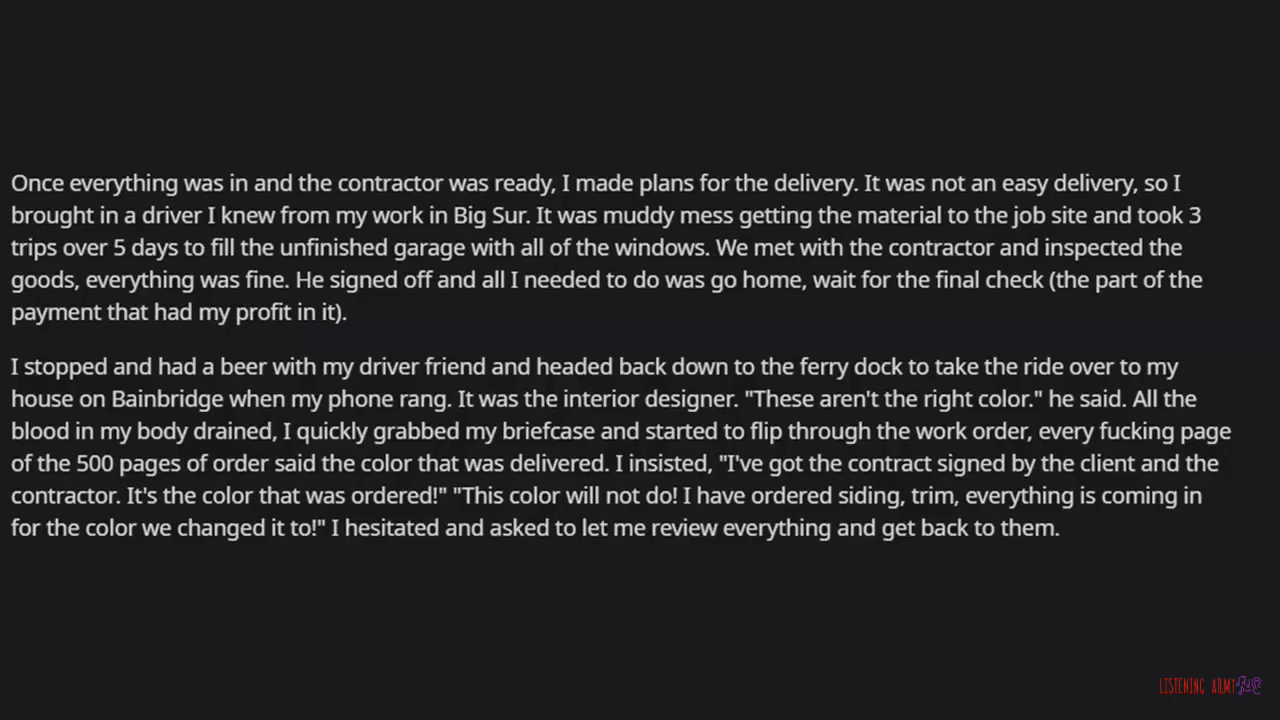 Once everything was in and the contractor was ready, I made plans for the delivery. It was not an easy delivery, so I
brought in a driver I knew from my work in Big Sur. It was muddy mess getting the material to the job site and took 3
trips over 5 days to fill the unfinished garage with all of the windows. We met with the contractor and inspected the
goods, everything was fine. He signed off and all I needed to do was go home, wait for the final check (the part of the
payment that had my profit in it).
I stopped and had a beer with my driver friend and headed back down to the ferry dock to take the ride over to my
house on Bainbridge when my phone rang. It was the interior designer. "These aren't the right color." he said. All the
blood in my body drained, I quickly grabbed my briefcase and started to flip through the work order, every fucking page
of the 500 pages of order said the color that was delivered. I insisted, "I've got the contract signed by the client and the
contractor. It's the color that was ordered!" "This color will not do! I have ordered siding, trim, everything is coming in
for the color we changed it to!" I hesitated and asked to let me review everything and get back to them.
LISTENING